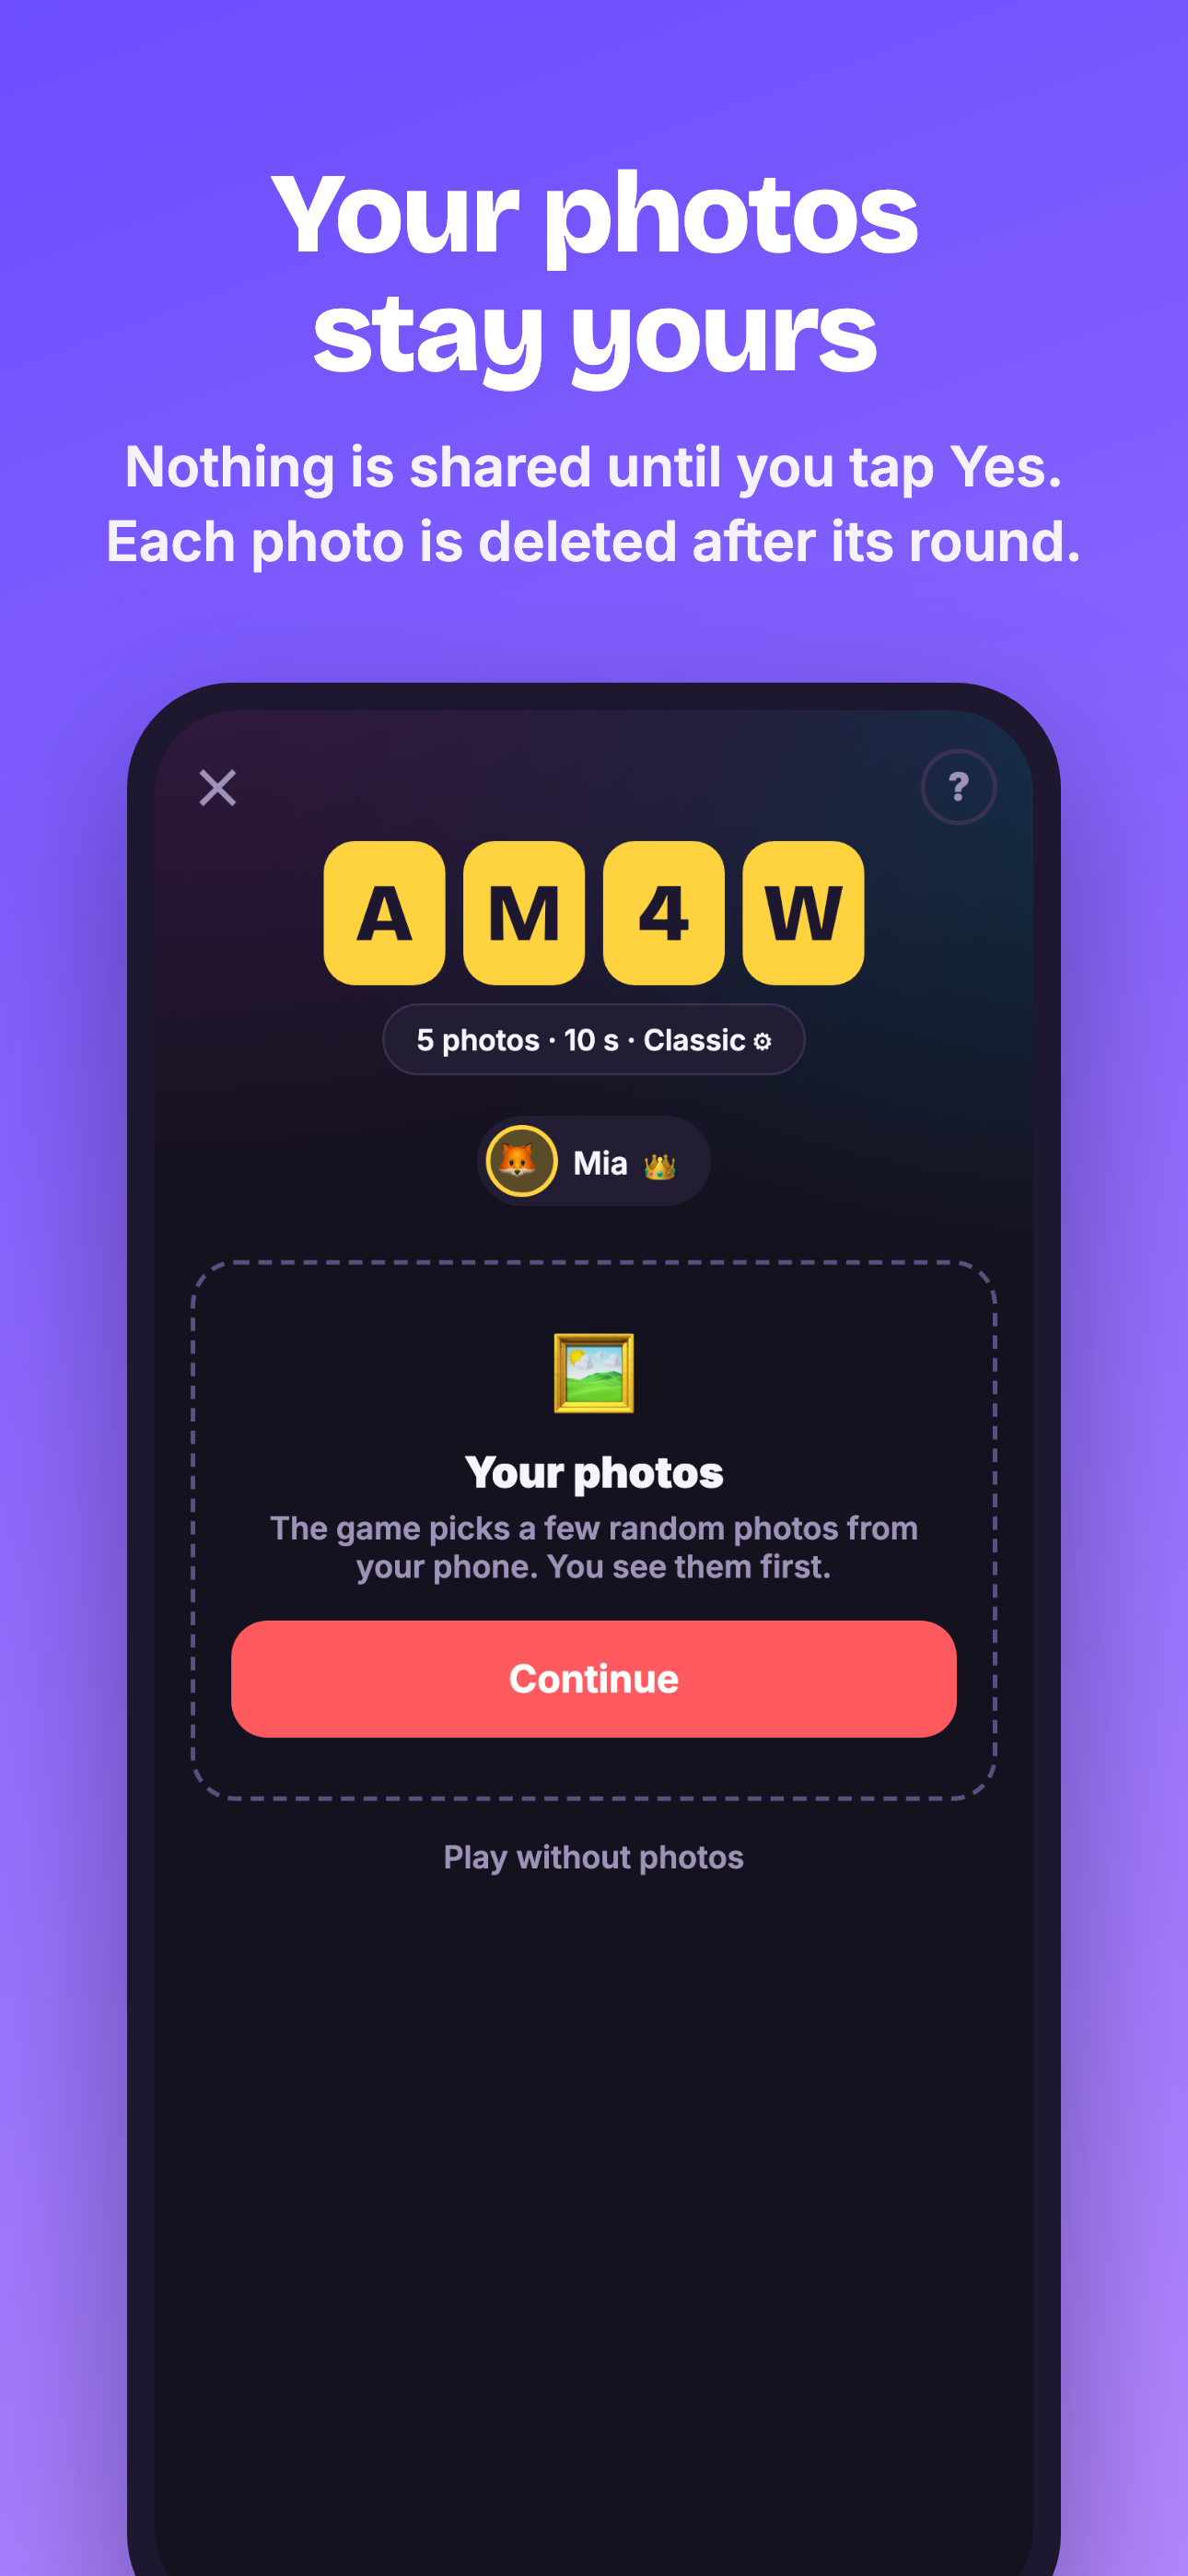 Your photos
stay yours
Nothing is shared until you tap Yes.
Each photo is deleted after its round.
?
A M 4 W
5 photos · 10 s · Classic ⚙
Mia
Your photos
The game picks a few random photos from
your phone. You see them first.
Continue
Play without photos